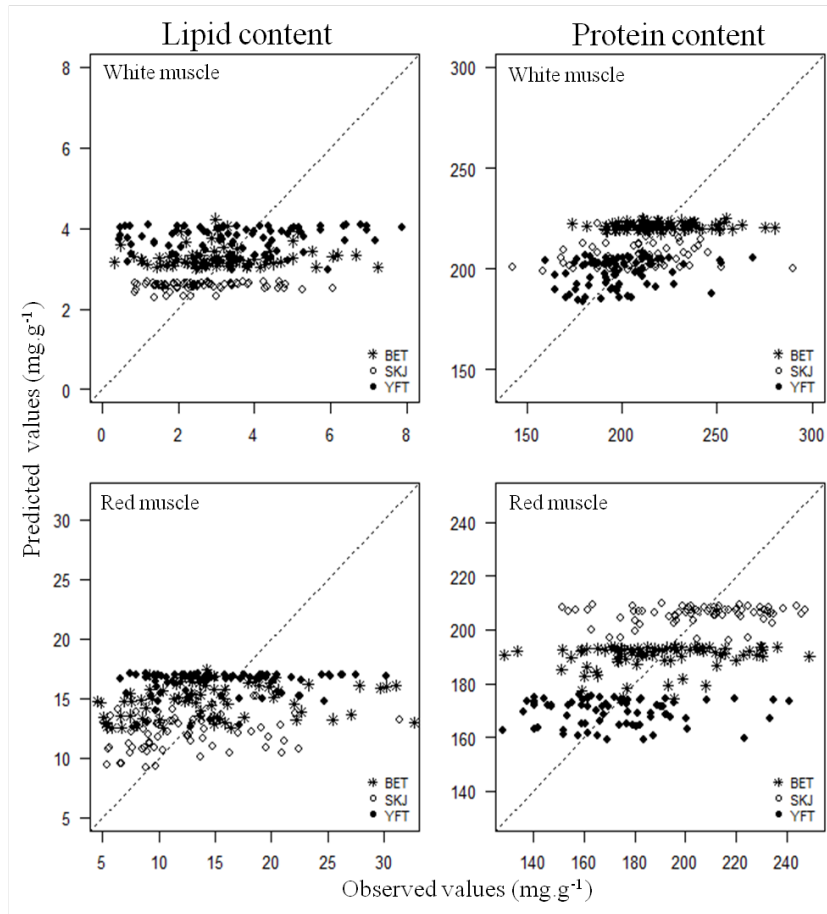 Lipid content
Protein content
White muscle
8
6
4
2
0
0 2 4 6 8
BET
SKJ
YFT
White muscle
300
250
200
150
150 200 250 300
BET
SKJ
YFT
Predicted values (mg.g-1)
Red muscle
30
25
20
15
10
5
5 10 15 20 25 30
BET
SKJ
YFT
Red muscle
240
220
200
180
160
140
140 160 180 200 220 240
BET
SKJ
YFT
Observed values (mg.g-1)